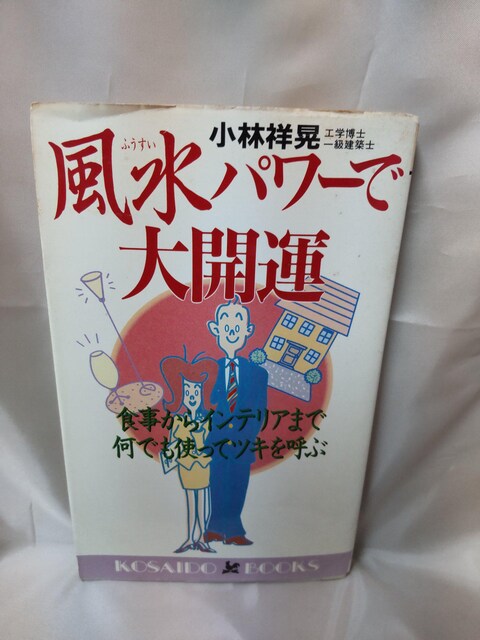 小林祥晃
工学博士
一級建築士
ふうすい
風水パワーで
大開運
食事からインテリアまで
何でも使ってツキを呼ぶ
KOSAIDO BOOKS